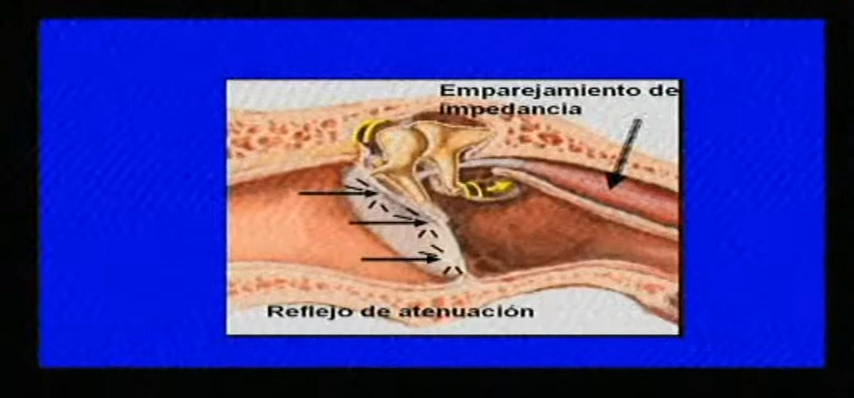 Emparejamiento de
impedancia
Reflejo de atenuación